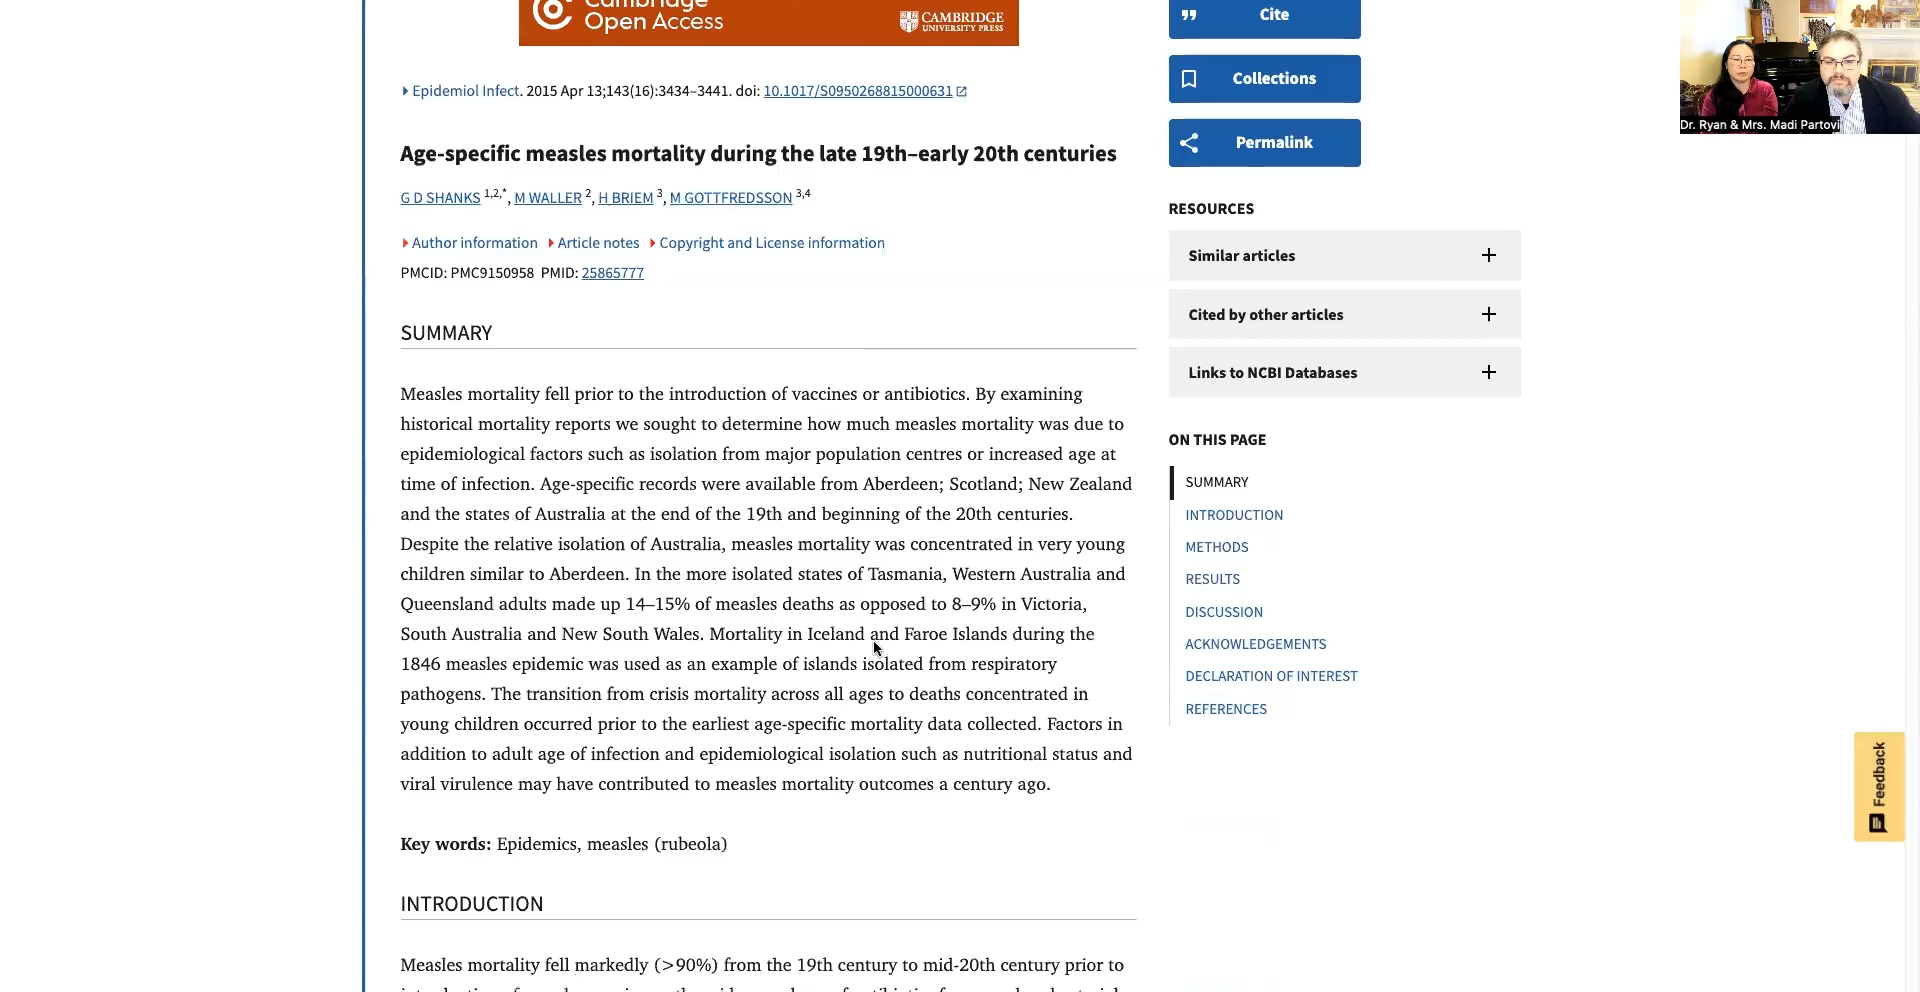 Cambridge
Open Access
CAMBRIDGE
UNIVERSITY PRESS
Epidemiol Infect. 2015 Apr 13;143(16):3434–3441. doi: 10.1017/S0950268815000631
Age-specific measles mortality during the late 19th–early 20th centuries
G D SHANKS 1,2,*, M WALLER 2, H BRIEM 3, M GOTTFREDSSON 3,4
Author information Article notes Copyright and License information
PMCID: PMC9150958 PMID: 25865777
SUMMARY
Measles mortality fell prior to the introduction of vaccines or antibiotics. By examining
historical mortality reports we sought to determine how much measles mortality was due to
epidemiological factors such as isolation from major population centres or increased age at
time of infection. Age-specific records were available from Aberdeen; Scotland; New Zealand
and the states of Australia at the end of the 19th and beginning of the 20th centuries.
Despite the relative isolation of Australia, measles mortality was concentrated in very young
children similar to Aberdeen. In the more isolated states of Tasmania, Western Australia and
Queensland adults made up 14–15% of measles deaths as opposed to 8–9% in Victoria,
South Australia and New South Wales. Mortality in Iceland and Faroe Islands during the
1846 measles epidemic was used as an example of islands isolated from respiratory
pathogens. The transition from crisis mortality across all ages to deaths concentrated in
young children occurred prior to the earliest age-specific mortality data collected. Factors in
addition to adult age of infection and epidemiological isolation such as nutritional status and
viral virulence may have contributed to measles mortality outcomes a century ago.
Key words: Epidemics, measles (rubeola)
INTRODUCTION
Measles mortality fell markedly (>90%) from the 19th century to mid-20th century prior to
Cite
Collections
Permalink
RESOURCES
Similar articles
Cited by other articles
Links to NCBI Databases
ON THIS PAGE
SUMMARY
INTRODUCTION
METHODS
RESULTS
DISCUSSION
ACKNOWLEDGEMENTS
DECLARATION OF INTEREST
REFERENCES
Feedback
Dr. Ryan & Mrs. Madi Partovi